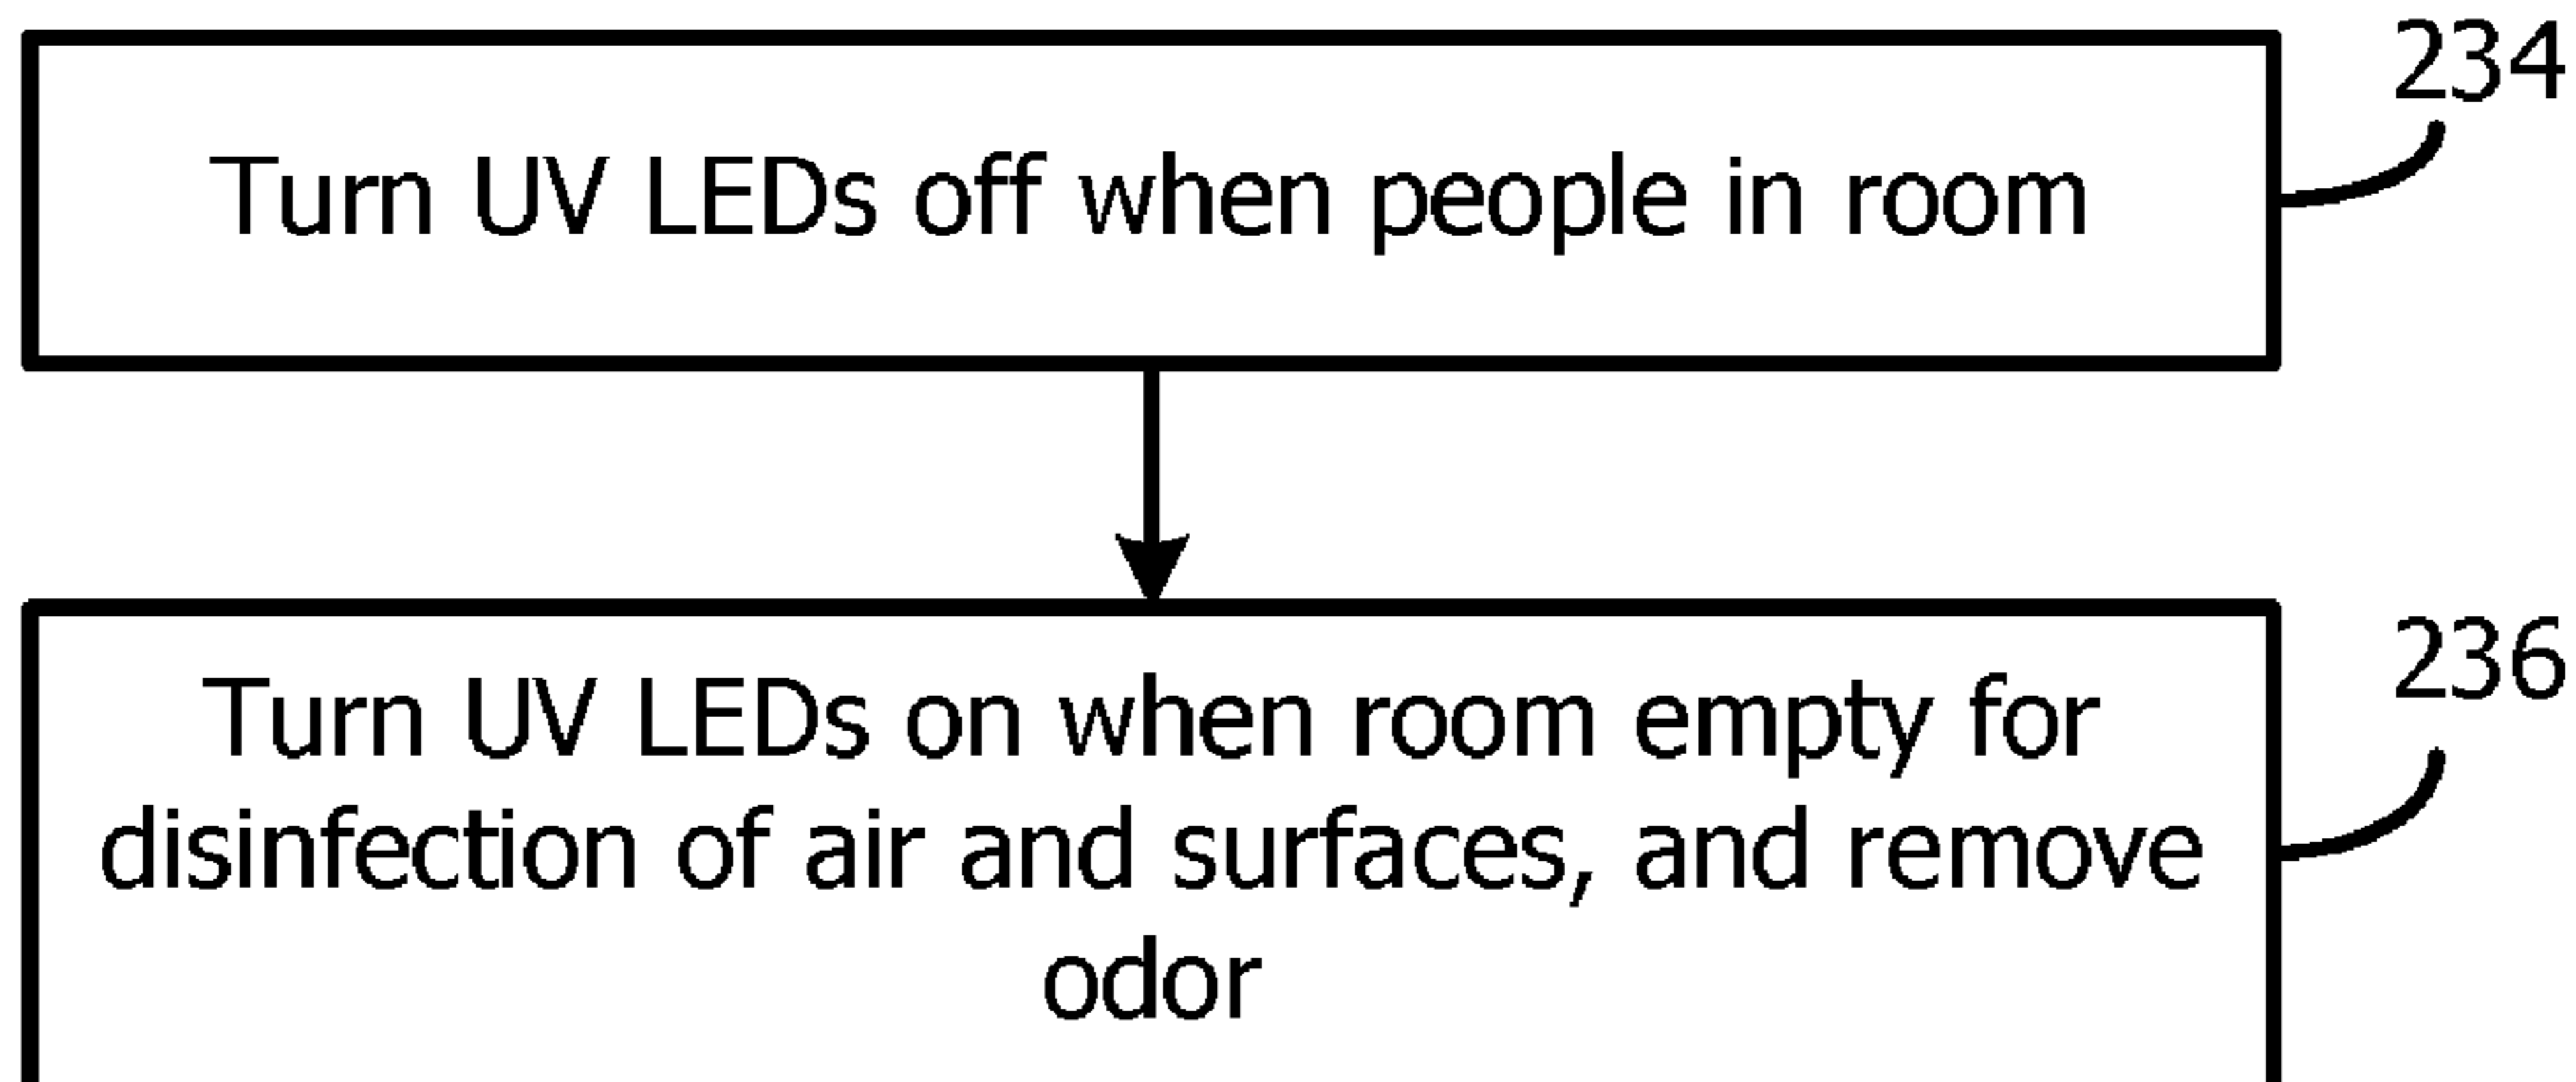 234
Turn UV LEDs off when people in room
236
Turn UV LEDs on when room empty for
disinfection of air and surfaces, and remove
odor